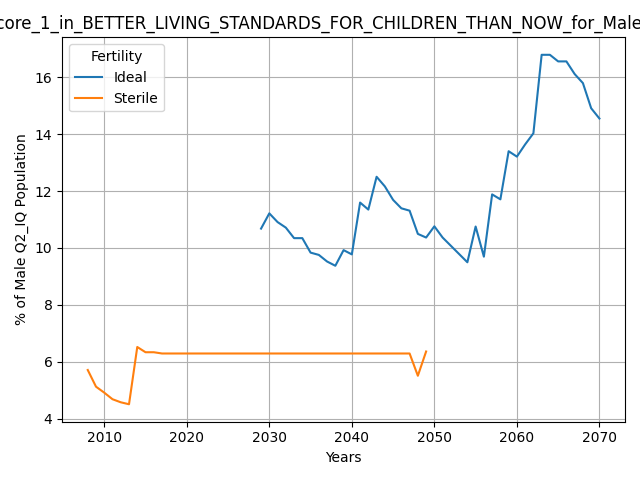 core_1_in_BETTER_LIVING_STANDARDS_FOR_CHILDREN_THAN_NOW_for_Male
Fertility
Ideal
Sterile
% of Male Q2_IQ Population
16
14
12
10
8
6
4
2010 2020 2030 2040 2050 2060 2070
Years